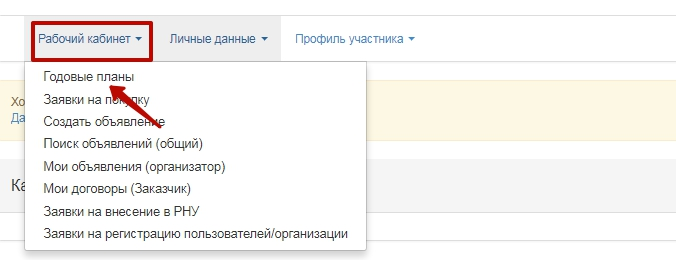 Рабочий кабинет Личные данные Профиль участника
Годовые планы
Хо
Заявки на покупку
Да
Создать объявление
Поиск объявлений (общий)
Мои объявления (организатор)
Ка
Мои договоры (Заказчик)
Заявки на внесение в РНУ
Заявки на регистрацию пользователей/организации